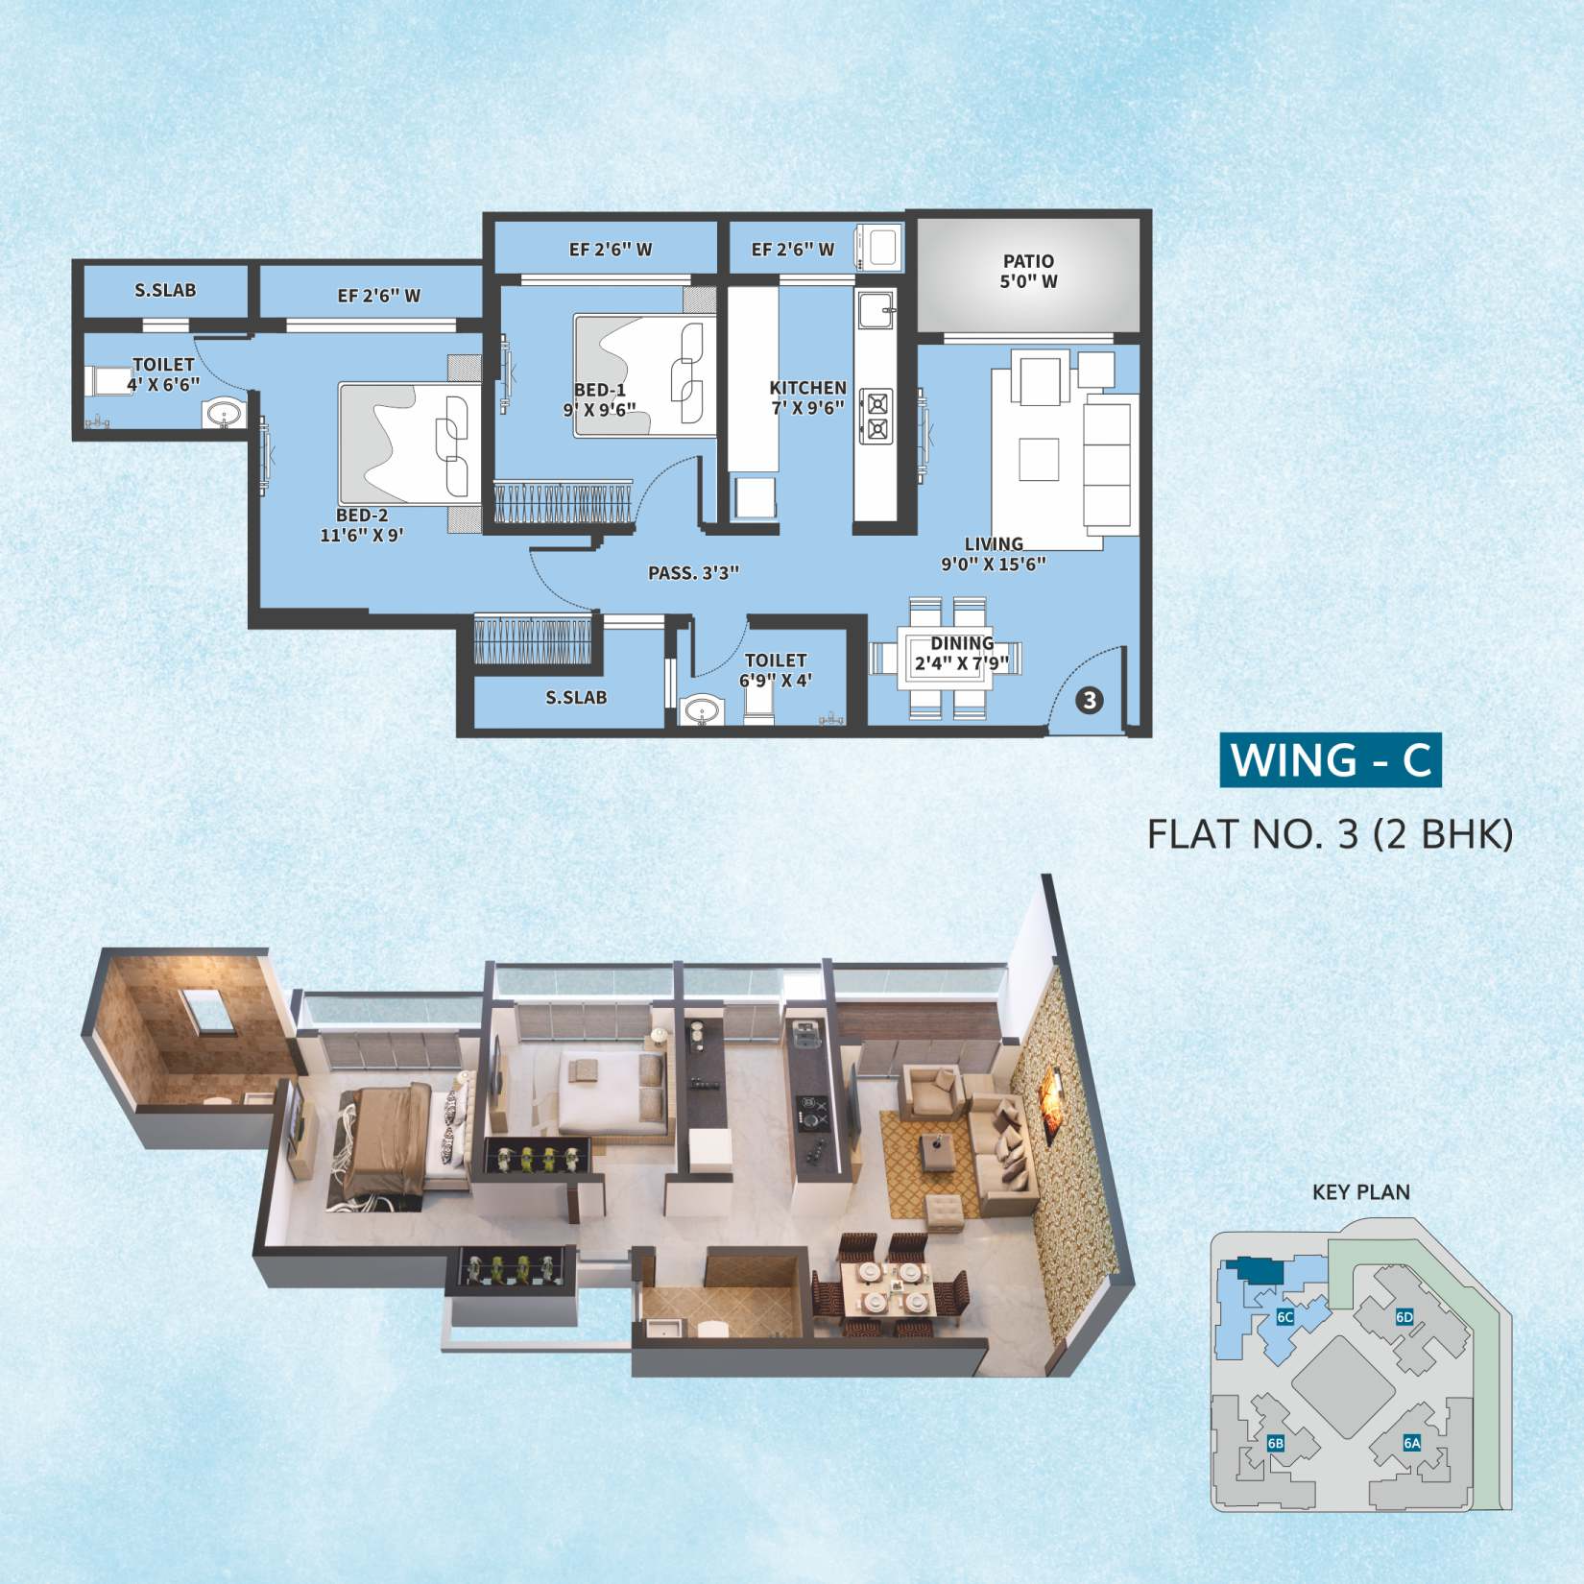 EF 2'6" W
EF 2'6" W
PATIO
5'0" W
S.SLAB
EF 2'6" W
TOILET
4' X 6'6"
BED-1
9' X 9'6"
KITCHEN
7' X 9'6"
BED-2
11'6" X 9'
LIVING
9'0" X 15'6"
PASS. 3'3"
DINING
2'4" X 7'9"
TOILET
6'9" X 4'
S.SLAB
3
WING - C
FLAT NO. 3 (2 BHK)
KEY PLAN
6C
6D
6B
6A